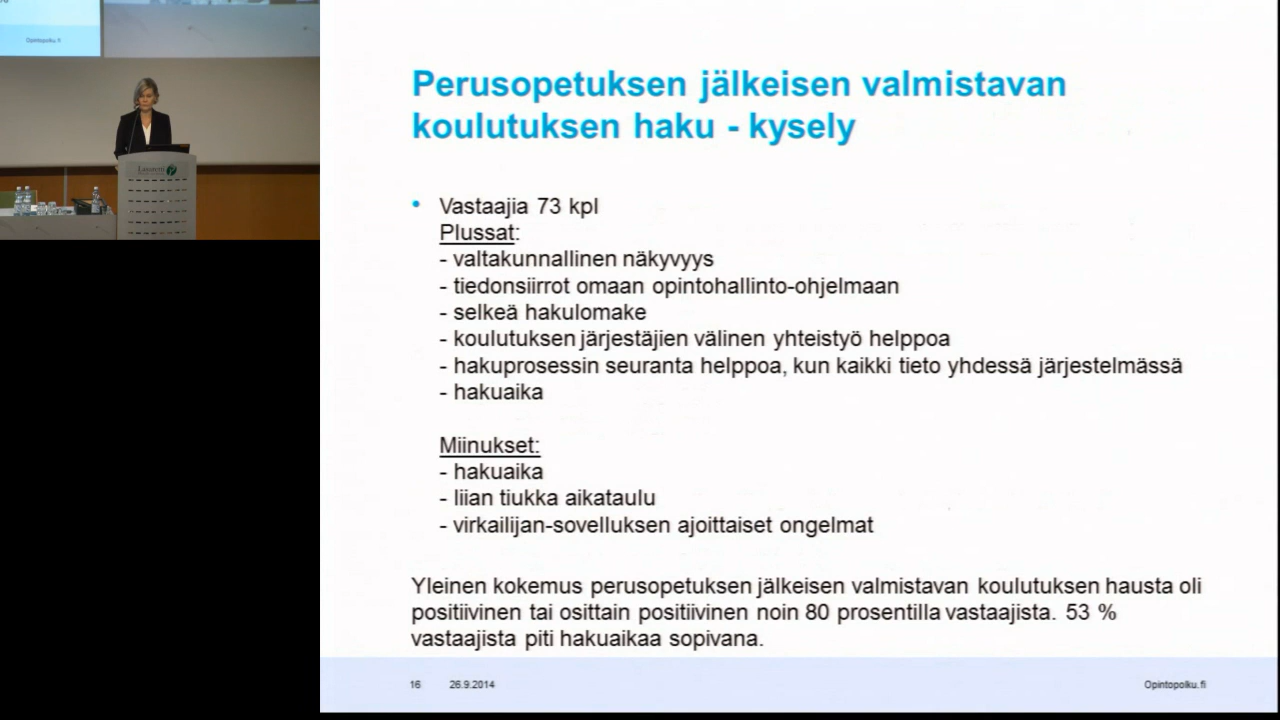 Opintopolku.fi
Perusopetuksen jälkeisen valmistavan
koulutuksen haku - kysely
• Vastaajia 73 kpl
Plussat:
- valtakunnallinen näkyvyys
- tiedonsiirrot omaan opintohallinto-ohjelmaan
- selkeä hakulomake
- koulutuksen järjestäjien välinen yhteistyö helppoa
- hakuprosessin seuranta helppoa, kun kaikki tieto yhdessä järjestelmässä
- hakuaika
Miinukset:
- hakuaika
- liian tiukka aikataulu
- virkailijan-sovelluksen ajoittaiset ongelmat
Yleinen kokemus perusopetuksen jälkeisen valmistavan koulutuksen hausta oli
positiivinen tai osittain positiivinen noin 80 prosentilla vastaajista. 53 %
vastaajista piti hakuaikaa sopivana.
16 26.9.2014 Opintopolku.fi